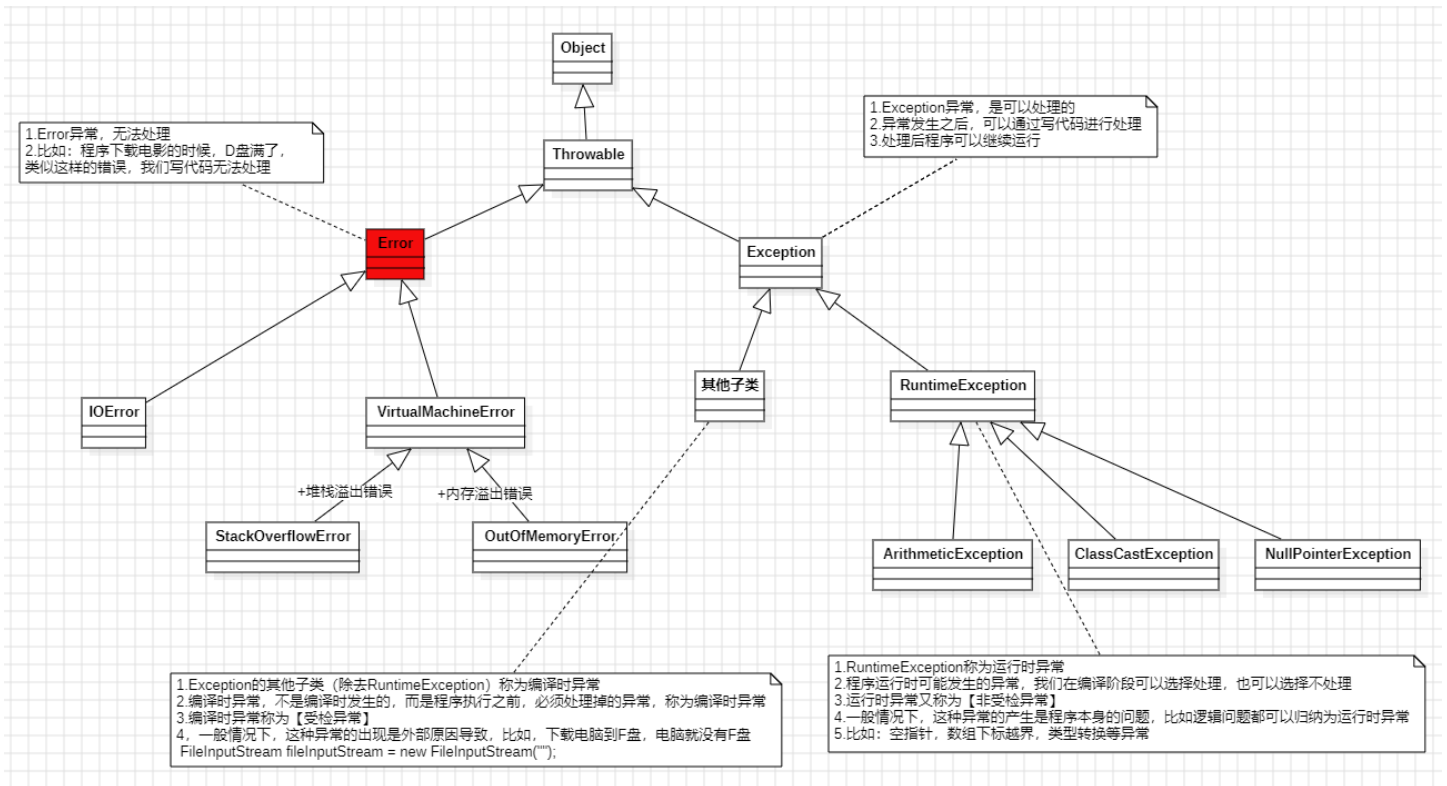 Object
1.Exception异常，是可以处理的
2.异常发生之后，可以通过写代码进行处理
3.处理后程序可以继续运行
1.Error异常，无法处理
2.比如：程序下载电影的时候，D盘满了，
类似这样的错误，我们写代码无法处理
Throwable
Error
Exception
其他子类
RuntimeException
IOError
VirtualMachineError
+堆栈溢出错误
+内存溢出错误
StackOverflowError
OutOfMemoryError
ArithmeticException
ClassCastException
NullPointerException
1.Exception的其他子类（除去RuntimeException）称为编译时异常
2.编译时异常，不是编译时发生的，而是程序执行之前，必须处理掉的异常，称为编译时异常
3.编译时异常称为【受检异常】
4，一般情况下，这种异常的出现是外部原因导致，比如，下载电脑到F盘，电脑就没有F盘
FileInputStream fileInputStream = new FileInputStream("");
1.RuntimeException称为运行时异常
2.程序运行时可能发生的异常，我们在编译阶段可以选择处理，也可以选择不处理
3.运行时异常又称为【非受检异常】
4.一般情况下，这种异常的产生是程序本身的问题，比如逻辑问题都可以归纳为运行时异常
5.比如：空指针，数组下标越界，类型转换等异常